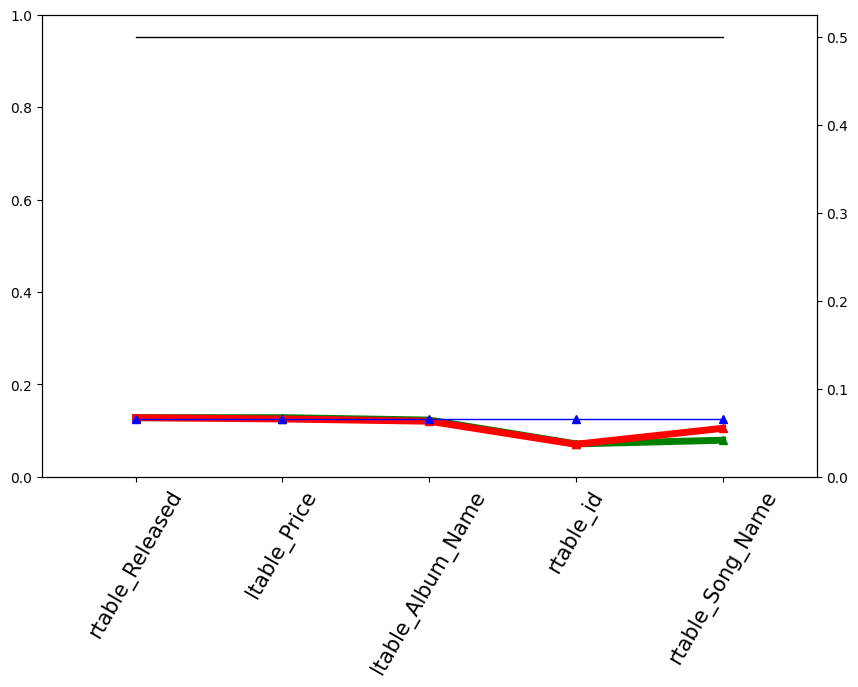 1.0
0.8
0.6
0.4
0.2
0.0
0.5
0.4
0.3
0.2
0.1
0.0
rtable_Released
ltable_Price
ltable_Album_Name
rtable_id
rtable_Song_Name